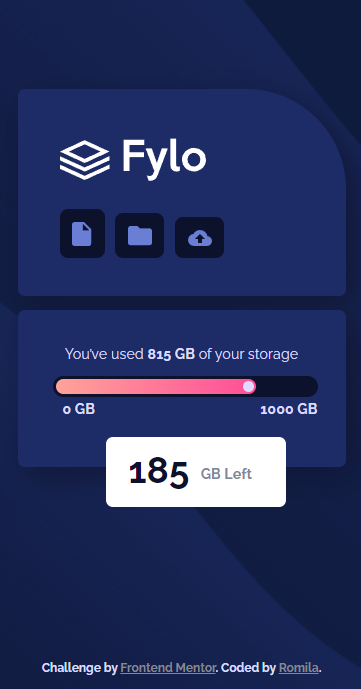 Fylo
You've used 815 GB of your storage
0 GB 1000 GB
185 GB Left
Challenge by Frontend Mentor. Coded by Romila.